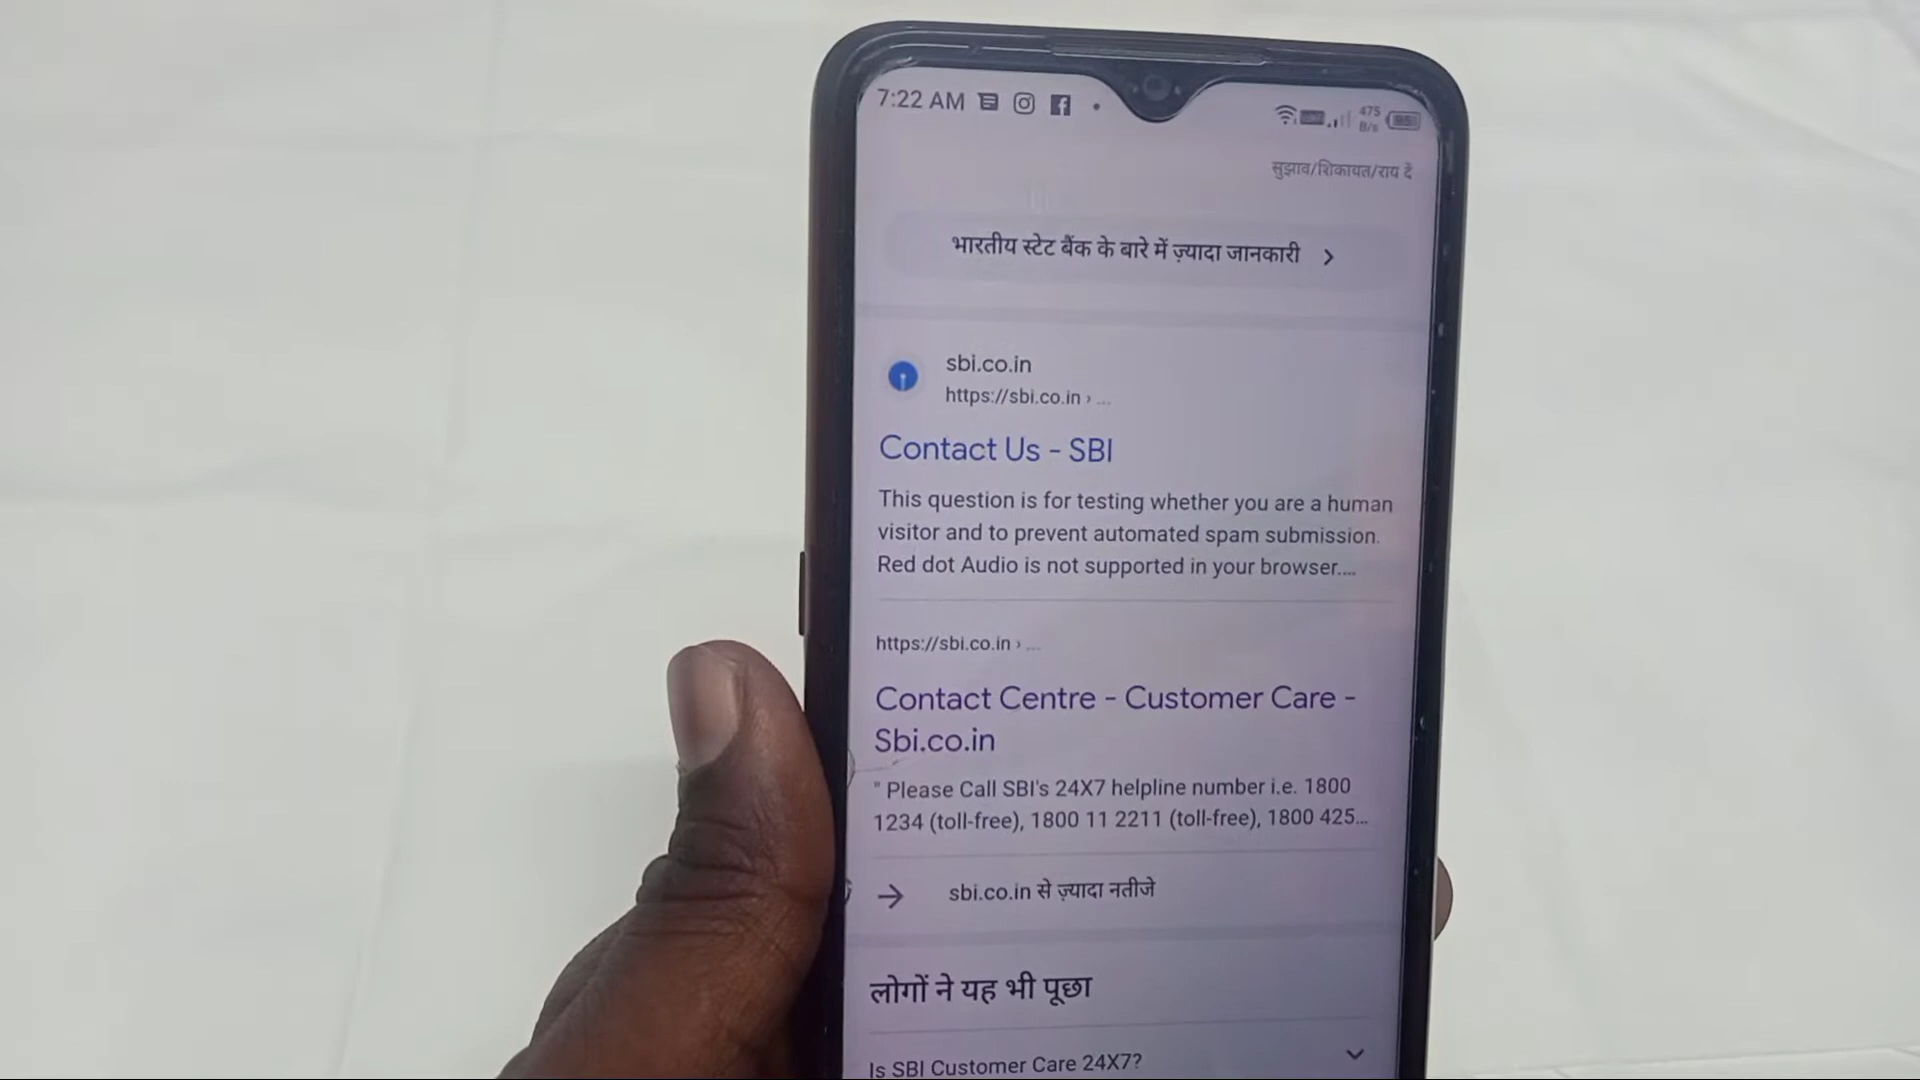 7:22 AM
475
B/s
सुझाव/शिकायत/राय दें
भारतीय स्टेट बैंक के बारे में ज़्यादा जानकारी
sbi.co.in
https://sbi.co.in › ...
Contact Us - SBI
This question is for testing whether you are a human
visitor and to prevent automated spam submission.
Red dot Audio is not supported in your browser....
https://sbi.co.in › ...
Contact Centre - Customer Care -
Sbi.co.in
" Please Call SBI's 24X7 helpline number i.e. 1800
1234 (toll-free), 1800 11 2211 (toll-free), 1800 425...
sbi.co.in से ज़्यादा नतीजे
लोगों ने यह भी पूछा
Is SBI Customer Care 24X7?